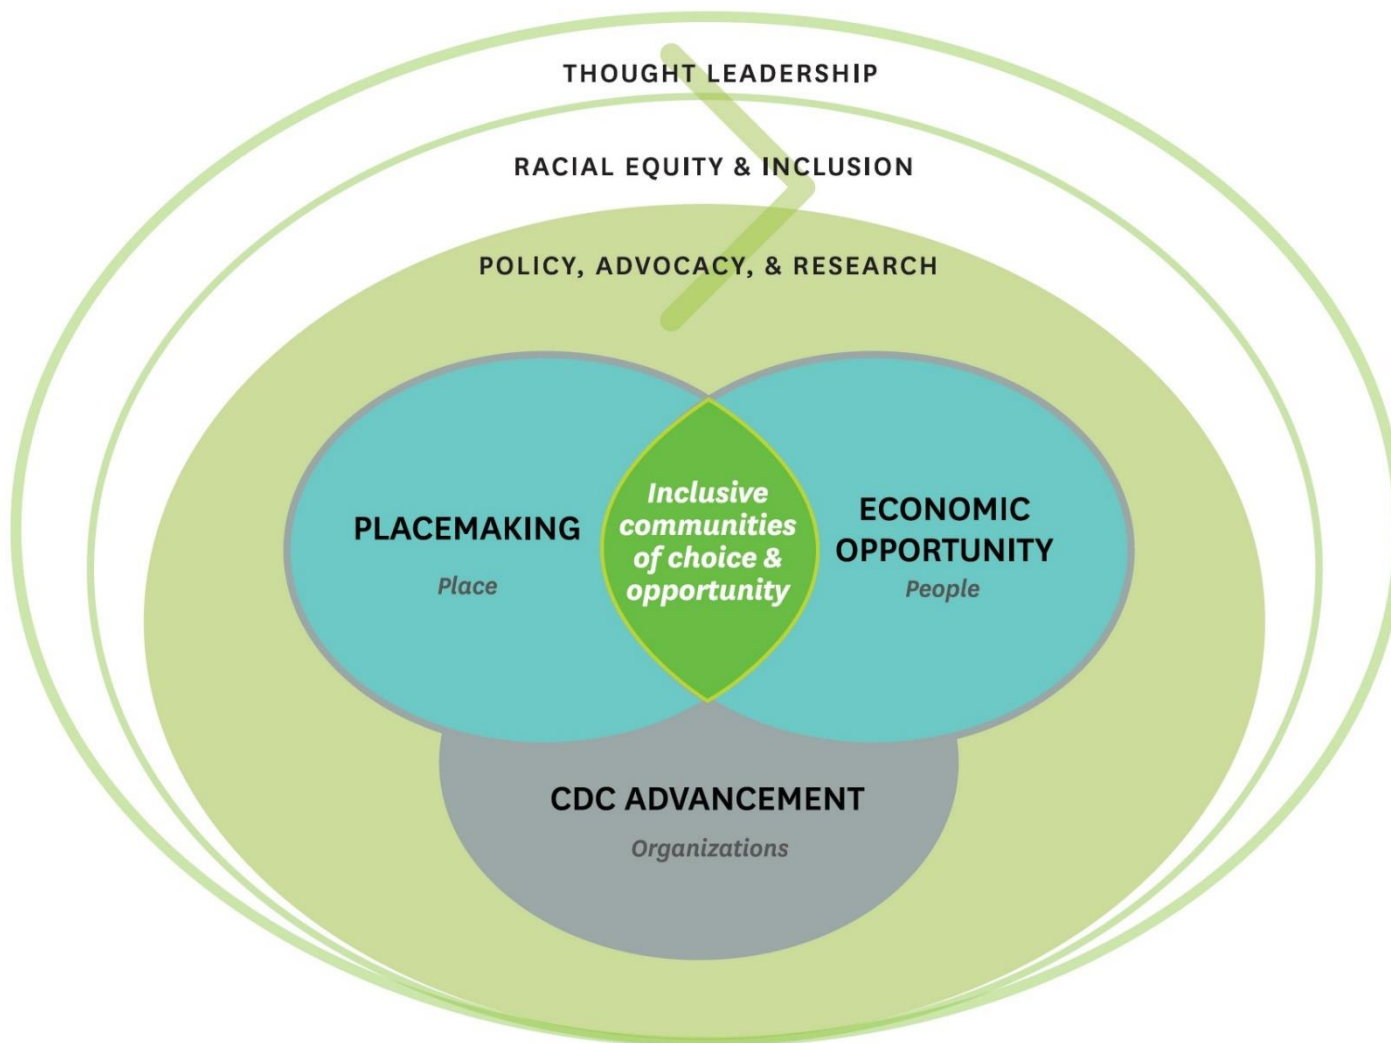 THOUGHT LEADERSHIP
RACIAL EQUITY & INCLUSION
POLICY, ADVOCACY, & RESEARCH
PLACEMAKING
Place
Inclusive
communities
of choice &
opportunity
ECONOMIC
OPPORTUNITY
People
CDC ADVANCEMENT
Organizations